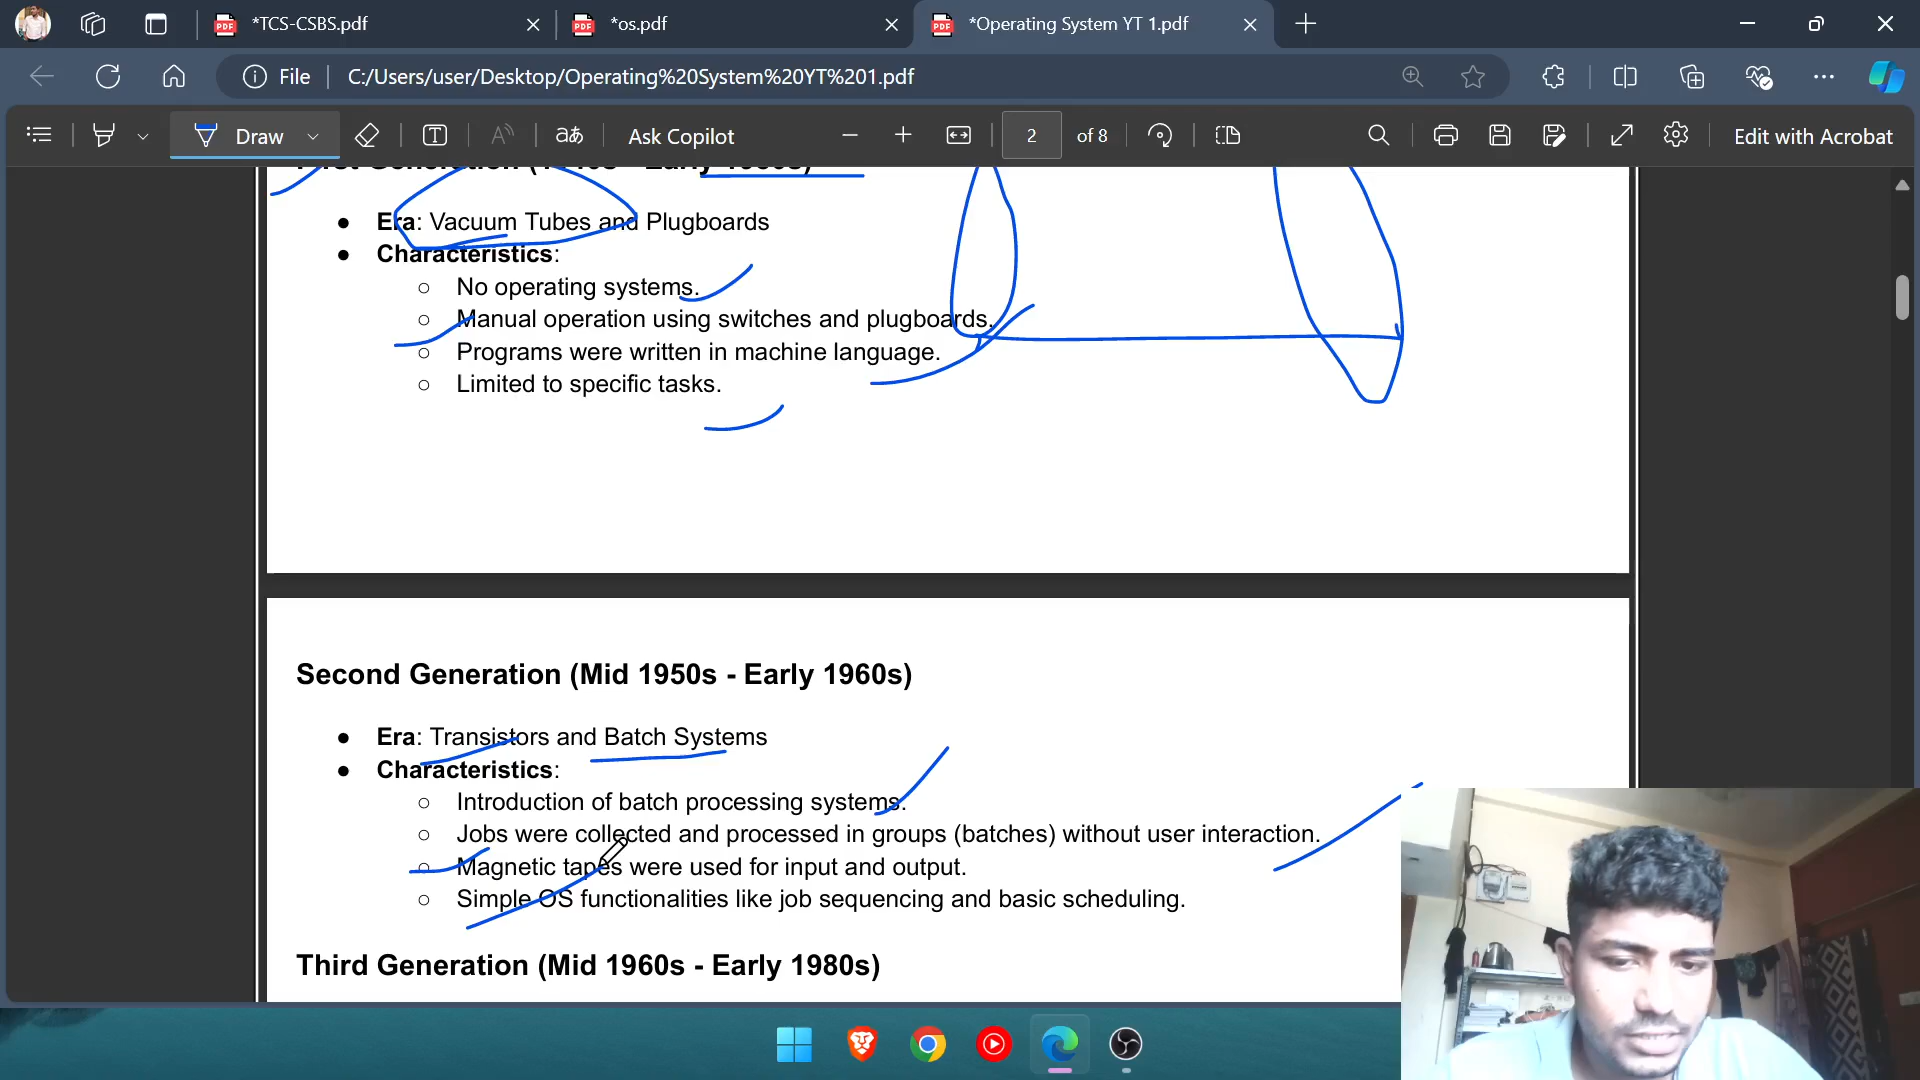 *TCS-CSBS.pdf
*os.pdf
*Operating System YT 1.pdf
File
C:/Users/user/Desktop/Operating%20System%20YT%201.pdf
Draw
aあ
Ask Copilot
2
of 8
Edit with Acrobat
● Era: Vacuum Tubes and Plugboards
● Characteristics:
○ No operating systems.
○ Manual operation using switches and plugboards.
○ Programs were written in machine language.
○ Limited to specific tasks.
Second Generation (Mid 1950s - Early 1960s)
● Era: Transistors and Batch Systems
● Characteristics:
○ Introduction of batch processing systems.
○ Jobs were collected and processed in groups (batches) without user interaction.
○ Magnetic tapes were used for input and output.
○ Simple OS functionalities like job sequencing and basic scheduling.
Third Generation (Mid 1960s - Early 1980s)